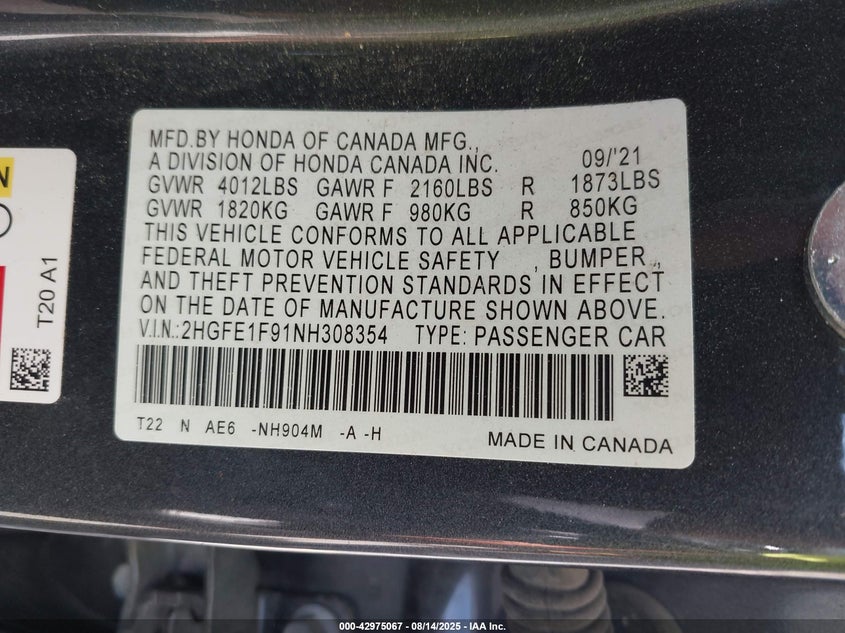 MFD.BY HONDA OF CANADA MFG.,
A DIVISION OF HONDA CANADA INC. 09/'21
GVWR 4012LBS GAWR F 2160LBS R 1873LBS
GVWR 1820KG GAWR F 980KG R 850KG
THIS VEHICLE CONFORMS TO ALL APPLICABLE
FEDERAL MOTOR VEHICLE SAFETY , BUMPER ,
AND THEFT PREVENTION STANDARDS IN EFFECT
ON THE DATE OF MANUFACTURE SHOWN ABOVE.
V.I.N.:2HGFE1F91NH308354 TYPE: PASSENGER CAR
T22 N AE6 -NH904M -A -H
MADE IN CANADA
T20 A1
000-42975067 - 08/14/2025 - IAA Inc.